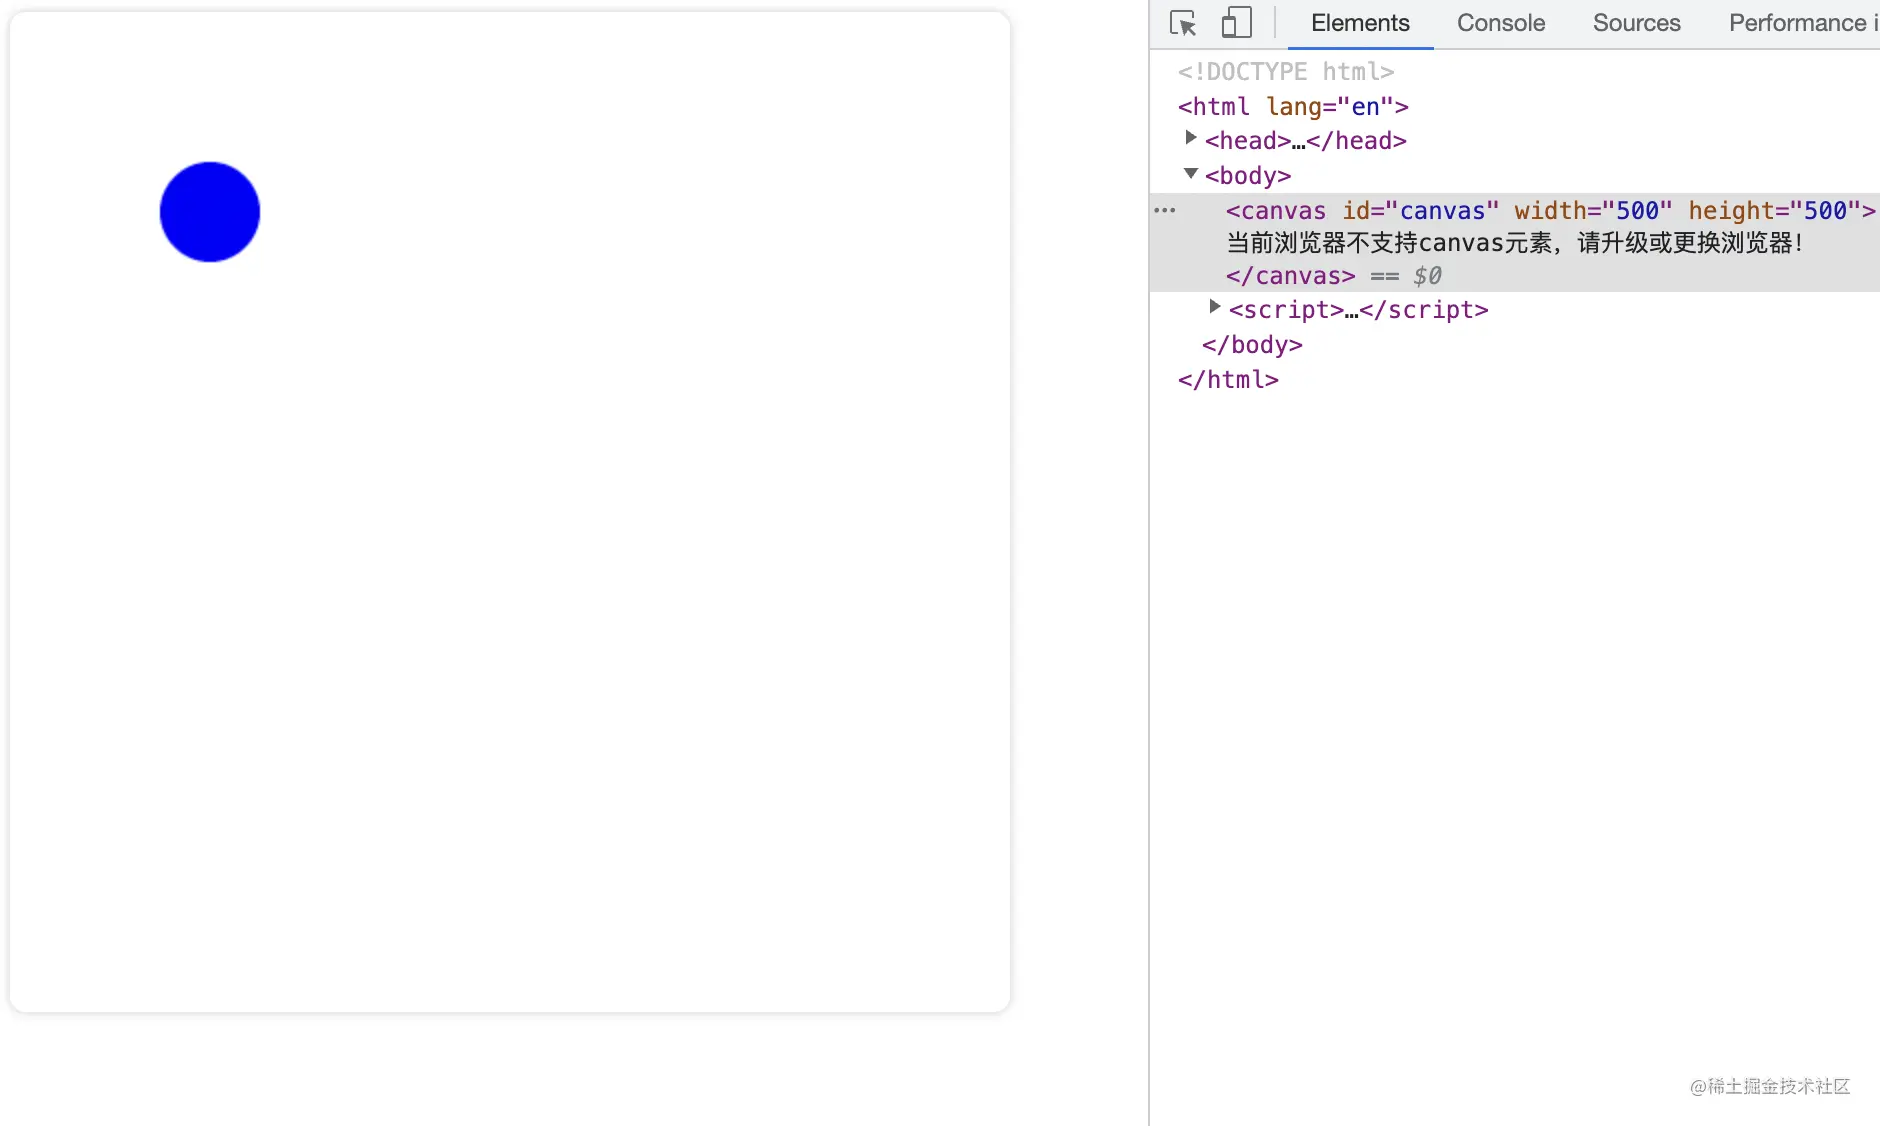 Elements Console Sources Performance i
<!DOCTYPE html>
<html lang="en">
<head>…</head>
<body>
<canvas id="canvas" width="500" height="500">
当前浏览器不支持canvas元素，请升级或更换浏览器！
</canvas> == $0
<script>…</script>
</body>
</html>
@稀土掘金技术社区